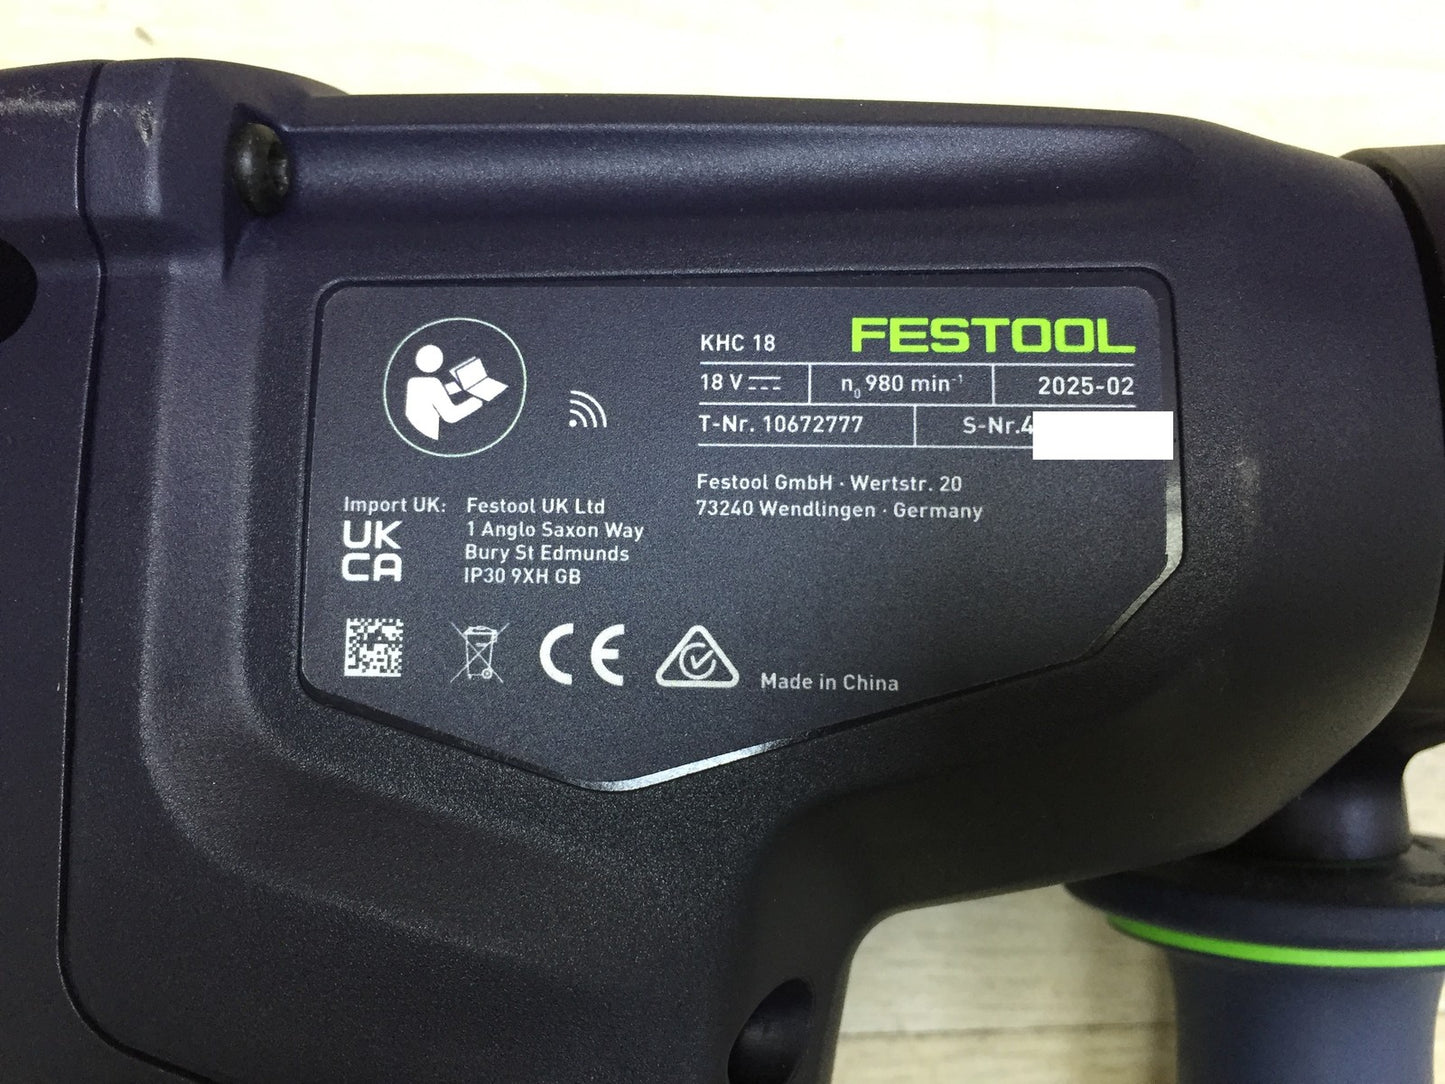 KHC 18
FESTOOL
18 V n₀ 980 min⁻¹ 2025-02
T-Nr. 10672777 S-Nr.4
Festool GmbH · Wertstr. 20
73240 Wendlingen · Germany
Import UK: Festool UK Ltd
1 Anglo Saxon Way
Bury St Edmunds
IP30 9XH GB
UK
CA
CE
Made in China